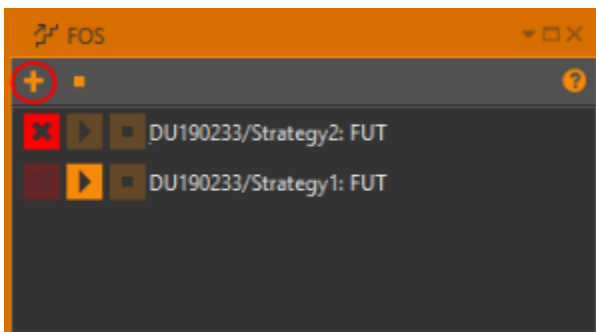 FOS
?
DU190233/Strategy2: FUT
DU190233/Strategy1: FUT